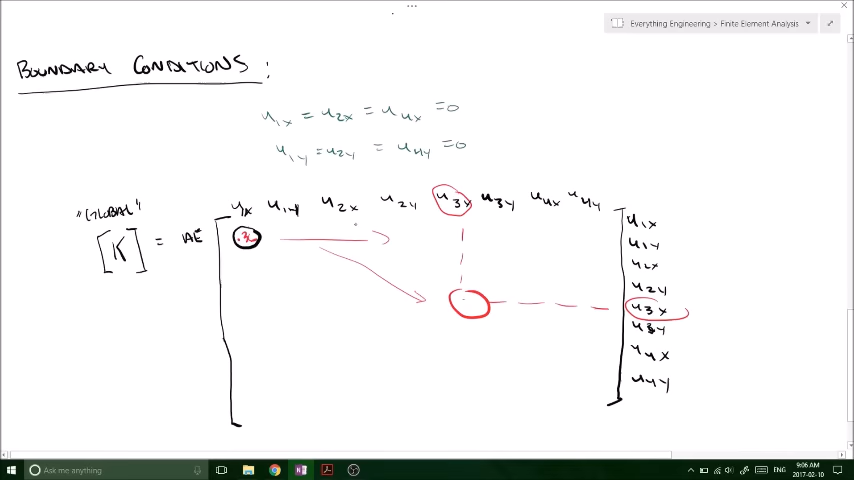 Everything Engineering > Finite Element Analysis
BOUNDARY CONDITIONS :
u1x = u2x = u4x = 0
u1y = u2y = u4y = 0
u1x u1y u2x u2y u3x u3y u4x u4y
"GLOBAL"
[K] = AE
u1x
u1y
u2x
u2y
u3x
u3y
u4x
u4y
Ask me anything
9:06 AM
ENG
2017-02-10